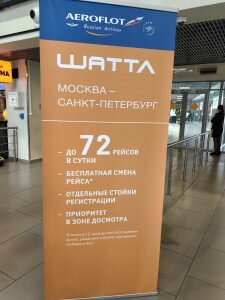 AEROFLOT
Russian Airlines
ШАТТЛ
МОСКВА –
САНКТ-ПЕТЕРБУРГ
– ДО 72 РЕЙСОВ
В СУТКИ
– БЕСПЛАТНАЯ СМЕНА
РЕЙСА*
– ОТДЕЛЬНЫЕ СТОЙКИ
РЕГИСТРАЦИИ
– ПРИОРИТЕТ
В ЗОНЕ ДОСМОТРА